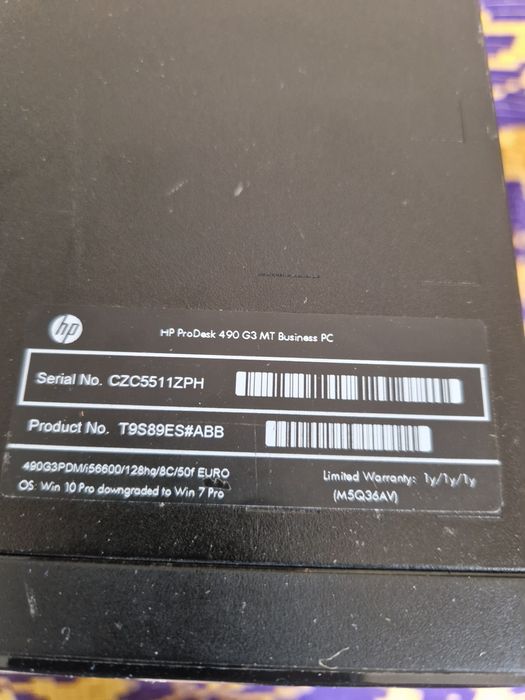 hp
HP ProDesk 490 G3 MT Business PC
Serial No. CZC5511ZPH
Product No. T9S89ES#ABB
490G3PDM/i56600/128hg/8C/50f EURO
OS: Win 10 Pro downgraded to Win 7 Pro
Limited Warranty: 1y/1y/1y
(M5Q36AV)